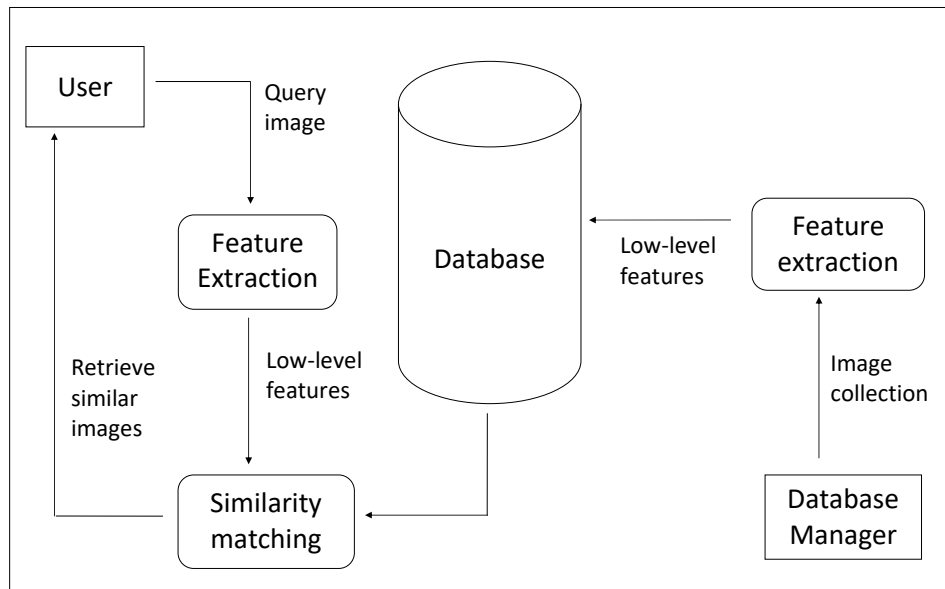 User
Query
image
Feature
Extraction
Low-level
features
Retrieve
similar
images
Similarity
matching
Database
Low-level
features
Feature
extraction
Image
collection
Database
Manager